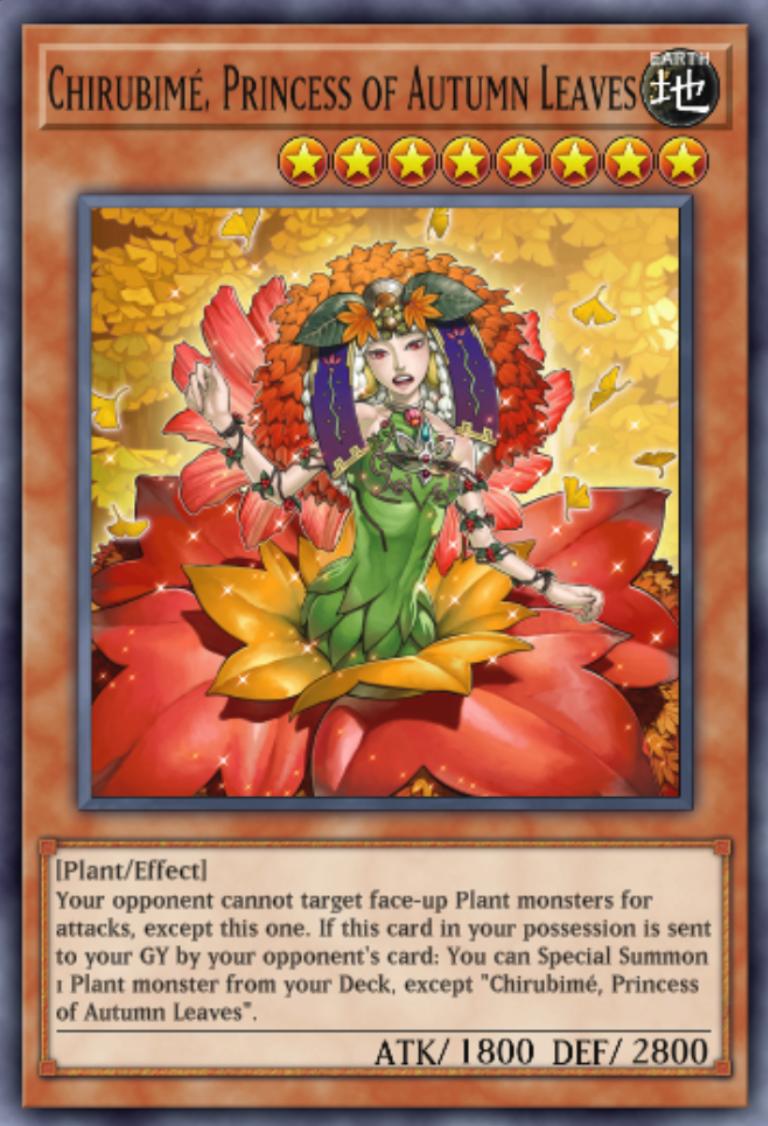 CHIRUBIMÉ, PRINCESS OF AUTUMN LEAVES
EARTH
地
[Plant/Effect]
Your opponent cannot target face-up Plant monsters for
attacks, except this one. If this card in your possession is sent
to your GY by your opponent's card: You can Special Summon
1 Plant monster from your Deck, except "Chirubimé, Princess
of Autumn Leaves".
ATK/ 1800 DEF/ 2800